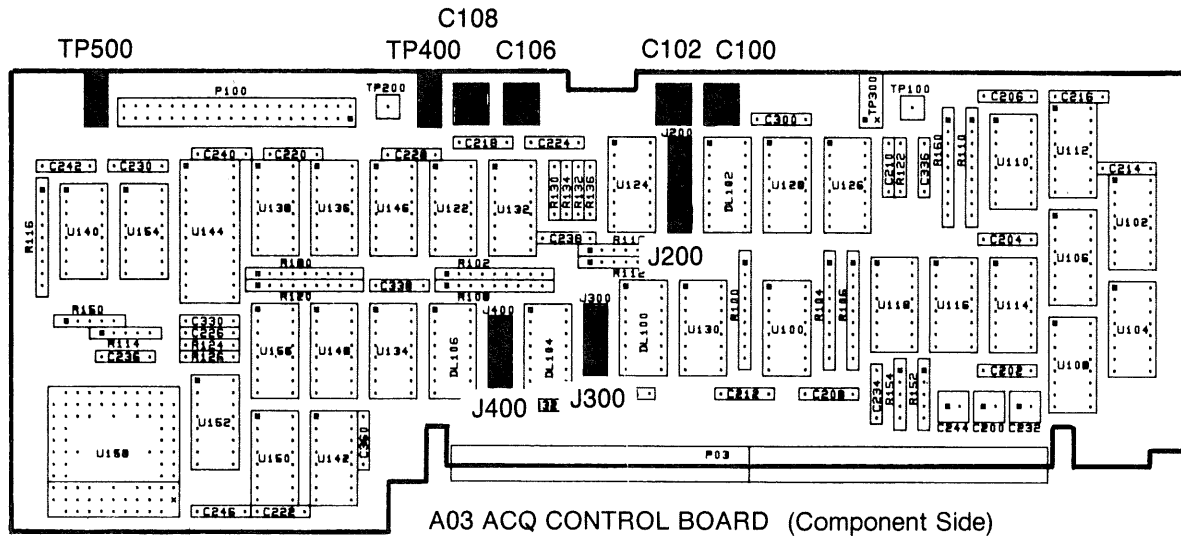 C108
TP500 TP400 C106 C102 C100
P100 TP200 TP300 TP100 C206 C216
C300
J200
C218 C224
C240 C220 C228
C242 C230
C210 R122 C336 R160 R110
U110 U112
C214
R116 U140 U154 U144 U138 U136 U146 U122 U132
R130 R134 R132 R136
U124 DL102 U128 U126
U102
C238 C204
J200
R180 R102
U106
R120 C338 R108
R100 R104 R106
U118 U116 U114
R150 C330
R114 C226
R124
C236 R126
U156 U148 U134 DL106 J400 DL104 J300 DL100 U130 U100
U104
U108
C202
J400 J300
C212 C208
C234 R154 R152
C244 C200 C232
U152
U158 U150 U142 C360
P03
C246 C222
A03 ACQ CONTROL BOARD (Component Side)